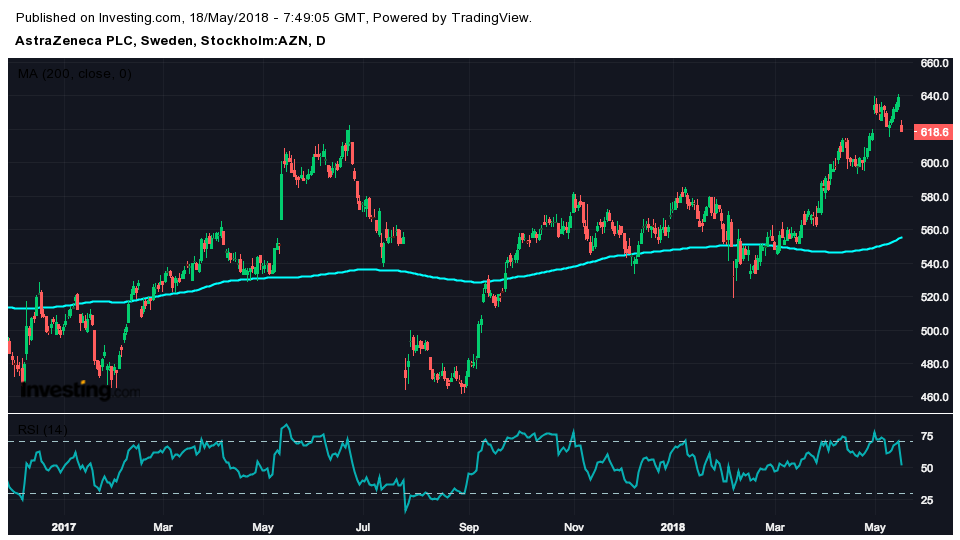 Published on Investing.com, 18/May/2018 - 7:49:05 GMT, Powered by TradingView.
AstraZeneca PLC, Sweden, Stockholm:AZN, D
MA (200, close, 0)
660.0
640.0
618.6
600.0
580.0
560.0
540.0
520.0
500.0
480.0
460.0
Investing.com
RSI (14)
75
50
25
2017 Mar May Jul Sep Nov 2018 Mar May